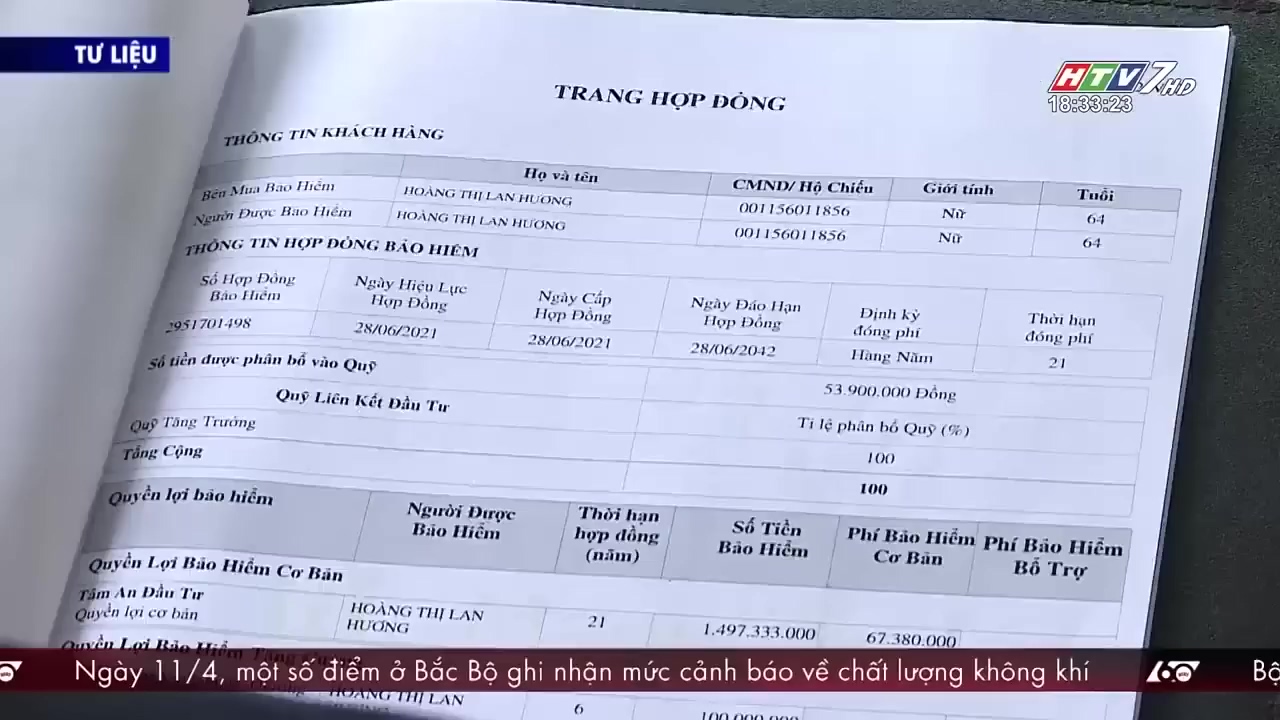 TƯ LIỆU
HTV7 HD
18:33:23
TRANG HỢP ĐỒNG
THÔNG TIN KHÁCH HÀNG
Họ và tên CMND/ Hộ Chiếu Giới tính Tuổi
Bên Mua Bảo Hiểm HOÀNG THỊ LAN HƯƠNG 001156011856 Nữ 64
Người Được Bảo Hiểm HOÀNG THỊ LAN HƯƠNG 001156011856 Nữ 64
THÔNG TIN HỢP ĐỒNG BẢO HIỂM
Số Hợp Đồng Bảo Hiểm Ngày Hiệu Lực Hợp Đồng Ngày Cấp Hợp Đồng Ngày Đáo Hạn Hợp Đồng Định kỳ đóng phí Thời hạn đóng phí
2951701498 28/06/2021 28/06/2021 28/06/2042 Hàng Năm 21
Số tiền được phân bổ vào Quỹ 53.900.000 Đồng
Quỹ Liên Kết Đầu Tư Tỉ lệ phân bổ Quỹ (%)
Quỹ Tăng Trưởng 100
Tổng Cộng 100
Quyền lợi bảo hiểm Người Được Bảo Hiểm Thời hạn hợp đồng (năm) Số Tiền Bảo Hiểm Phí Bảo Hiểm Cơ Bản Phí Bảo Hiểm Bổ Trợ
Quyền Lợi Bảo Hiểm Cơ Bản
Tâm An Đầu Tư
Quyền lợi cơ bản HOÀNG THỊ LAN HƯƠNG 21 1.497.333.000 67.380.000
Quyền Lợi Bảo Hiểm
HOÀNG THỊ LAN 6 100.000.000
Ngày 11/4, một số điểm ở Bắc Bộ ghi nhận mức cảnh báo về chất lượng không khí 60 Bộ